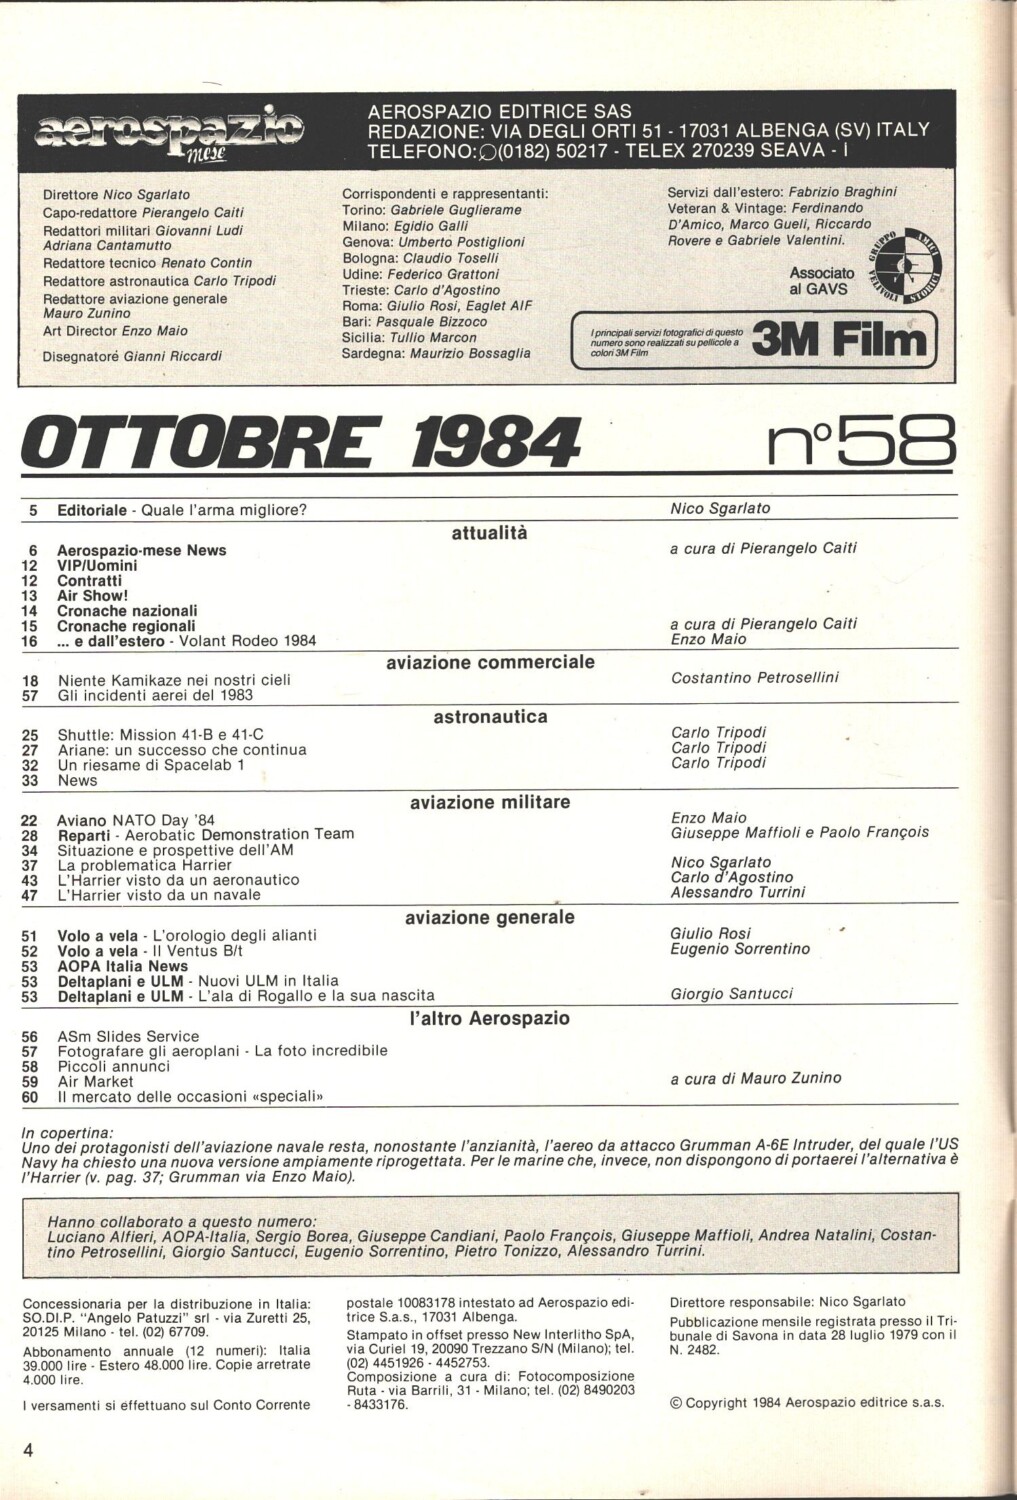 aerospazio
mese
AEROSPAZIO EDITRICE SAS
REDAZIONE: VIA DEGLI ORTI 51 - 17031 ALBENGA (SV) ITALY
TELEFONO: (0182) 50217 - TELEX 270239 SEAVA - I
Direttore Nico Sgarlato
Capo-redattore Pierangelo Caiti
Redattori militari Giovanni Ludi
Adriana Cantamutto
Redattore tecnico Renato Contin
Redattore astronautica Carlo Tripodi
Redattore aviazione generale
Mauro Zunino
Art Director Enzo Maio
Disegnatore Gianni Riccardi
Corrispondenti e rappresentanti:
Torino: Gabriele Guglierame
Milano: Egidio Galli
Genova: Umberto Postiglioni
Bologna: Claudio Toselli
Udine: Federico Grattoni
Trieste: Carlo d'Agostino
Roma: Giulio Rosi, Eaglet AIF
Bari: Pasquale Bizzoco
Sicilia: Tullio Marcon
Sardegna: Maurizio Bossaglia
Servizi dall'estero: Fabrizio Braghini
Veteran & Vintage: Ferdinando
D'Amico, Marco Gueli, Riccardo
Rovere e Gabriele Valentini.
Associato
al GAVS
GRUPPO AMICI VELIVOLI STORICI
I principali servizi fotografici di questo
numero sono realizzati su pellicole a
colori 3M Film
3M Film
OTTOBRE 1984 n°58
5 Editoriale - Quale l'arma migliore? Nico Sgarlato
attualità
6 Aerospazio-mese News a cura di Pierangelo Caiti
12 VIP/Uomini
12 Contratti
13 Air Show!
14 Cronache nazionali
15 Cronache regionali a cura di Pierangelo Caiti
16 ... e dall'estero - Volant Rodeo 1984 Enzo Maio
aviazione commerciale
18 Niente Kamikaze nei nostri cieli Costantino Petrosellini
57 Gli incidenti aerei del 1983
astronautica
25 Shuttle: Mission 41-B e 41-C Carlo Tripodi
27 Ariane: un successo che continua Carlo Tripodi
32 Un riesame di Spacelab 1 Carlo Tripodi
33 News
aviazione militare
22 Aviano NATO Day '84 Enzo Maio
28 Reparti - Aerobatic Demonstration Team Giuseppe Maffioli e Paolo François
34 Situazione e prospettive dell'AM
37 La problematica Harrier Nico Sgarlato
43 L'Harrier visto da un aeronautico Carlo d'Agostino
47 L'Harrier visto da un navale Alessandro Turrini
aviazione generale
51 Volo a vela - L'orologio degli alianti Giulio Rosi
52 Volo a vela - Il Ventus B/t Eugenio Sorrentino
53 AOPA Italia News
53 Deltaplani e ULM - Nuovi ULM in Italia
53 Deltaplani e ULM - L'ala di Rogallo e la sua nascita Giorgio Santucci
l'altro Aerospazio
56 ASm Slides Service
57 Fotografare gli aeroplani - La foto incredibile
58 Piccoli annunci
59 Air Market a cura di Mauro Zunino
60 Il mercato delle occasioni «speciali»
In copertina:
Uno dei protagonisti dell'aviazione navale resta, nonostante l'anzianità, l'aereo da attacco Grumman A-6E Intruder, del quale l'US
Navy ha chiesto una nuova versione ampiamente riprogettata. Per le marine che, invece, non dispongono di portaerei l'alternativa è
l'Harrier (v. pag. 37; Grumman via Enzo Maio).
Hanno collaborato a questo numero:
Luciano Alfieri, AOPA-Italia, Sergio Borea, Giuseppe Candiani, Paolo François, Giuseppe Maffioli, Andrea Natalini, Costan-
tino Petrosellini, Giorgio Santucci, Eugenio Sorrentino, Pietro Tonizzo, Alessandro Turrini.
Concessionaria per la distribuzione in Italia:
SO.DI.P. "Angelo Patuzzi" srl - via Zuretti 25,
20125 Milano - tel. (02) 67709.
Abbonamento annuale (12 numeri): Italia
39.000 lire - Estero 48.000 lire. Copie arretrate
4.000 lire.
I versamenti si effettuano sul Conto Corrente
postale 10083178 intestato ad Aerospazio edi-
trice S.a.s., 17031 Albenga.
Stampato in offset presso New Interlitho SpA,
via Curiel 19, 20090 Trezzano S/N (Milano); tel.
(02) 4451926 - 4452753.
Composizione a cura di: Fotocomposizione
Ruta - via Barrili, 31 - Milano; tel. (02) 8490203
- 8433176.
Direttore responsabile: Nico Sgarlato
Pubblicazione mensile registrata presso il Tri-
bunale di Savona in data 28 luglio 1979 con il
N. 2482.
© Copyright 1984 Aerospazio editrice s.a.s.
4